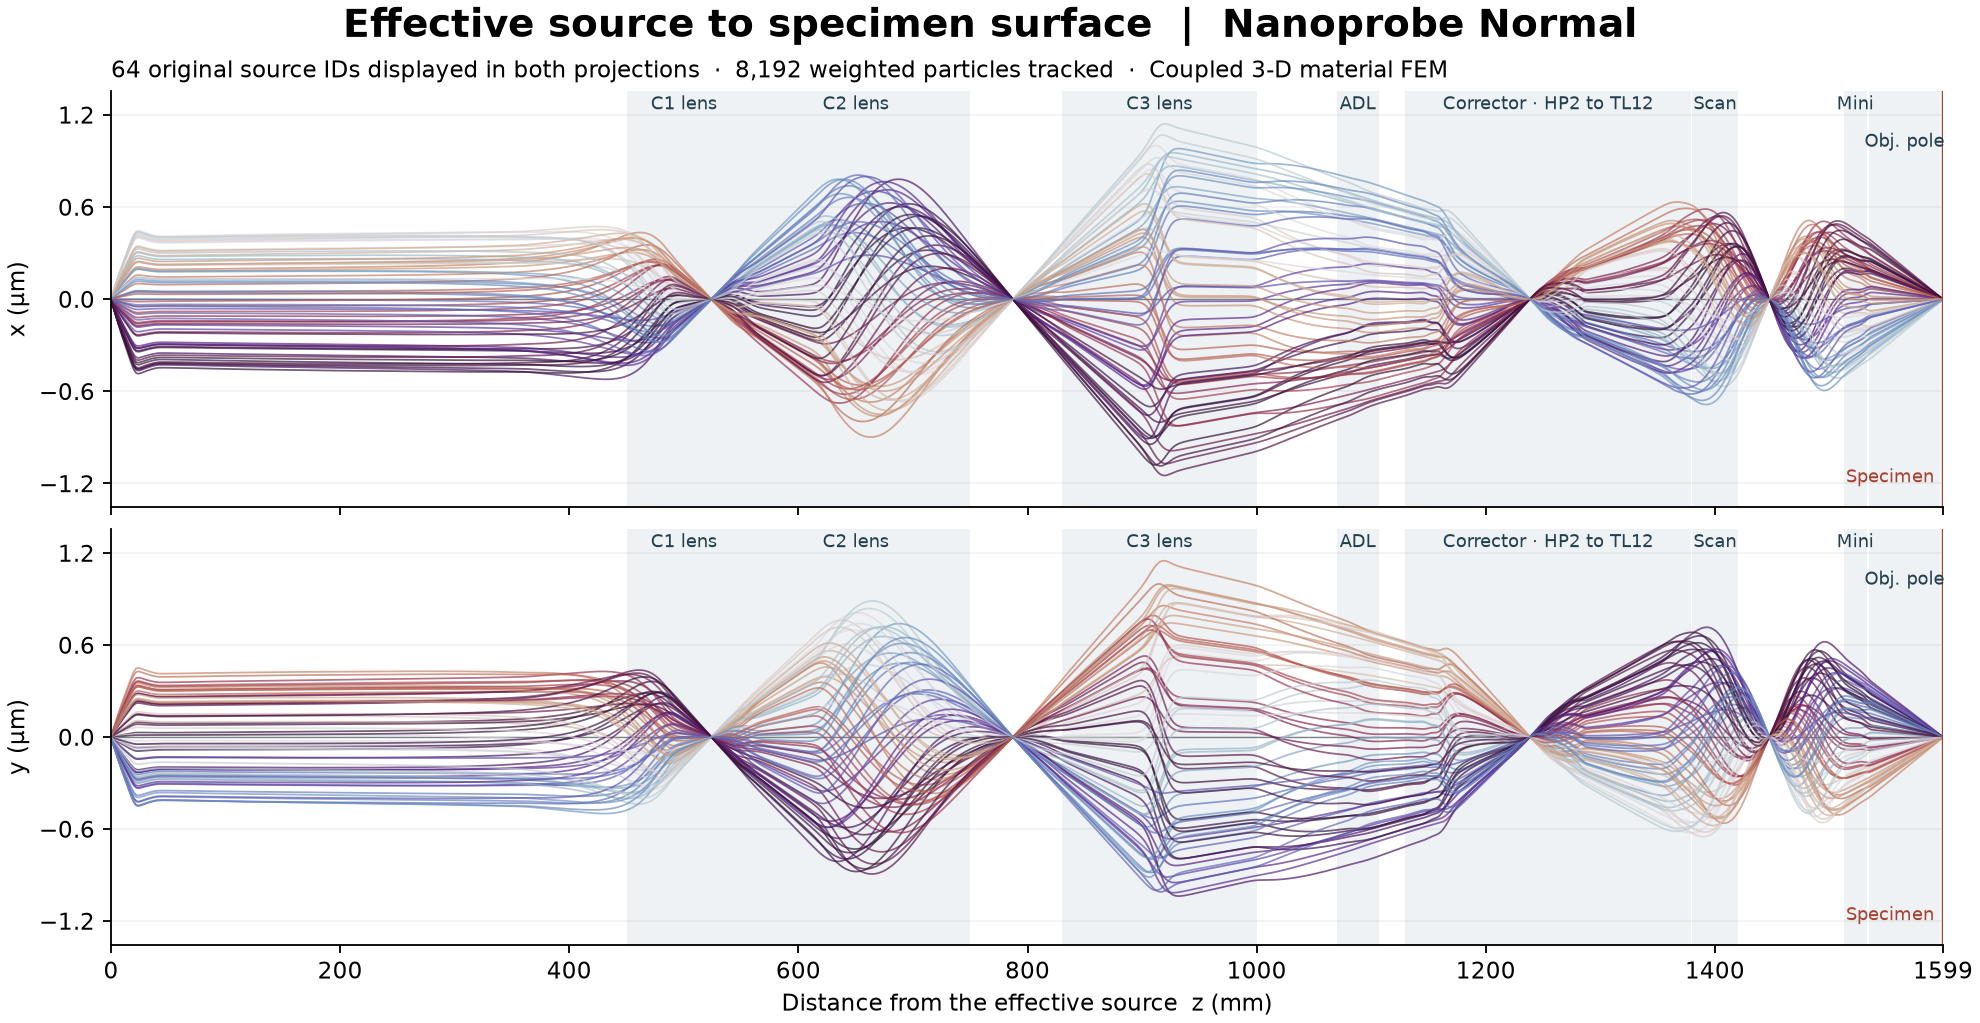 Effective source to specimen surface | Nanoprobe Normal
64 original source IDs displayed in both projections · 8,192 weighted particles tracked · Coupled 3-D material FEM
C1 lens C2 lens C3 lens ADL Corrector · HP2 to TL12 Scan Mini
Obj. pole
1.2
0.6
0.0
−0.6
−1.2
x (µm)
Specimen
C1 lens C2 lens C3 lens ADL Corrector · HP2 to TL12 Scan Mini
Obj. pole
1.2
0.6
0.0
−0.6
−1.2
y (µm)
Specimen
0 200 400 600 800 1000 1200 1400 1599
Distance from the effective source z (mm)